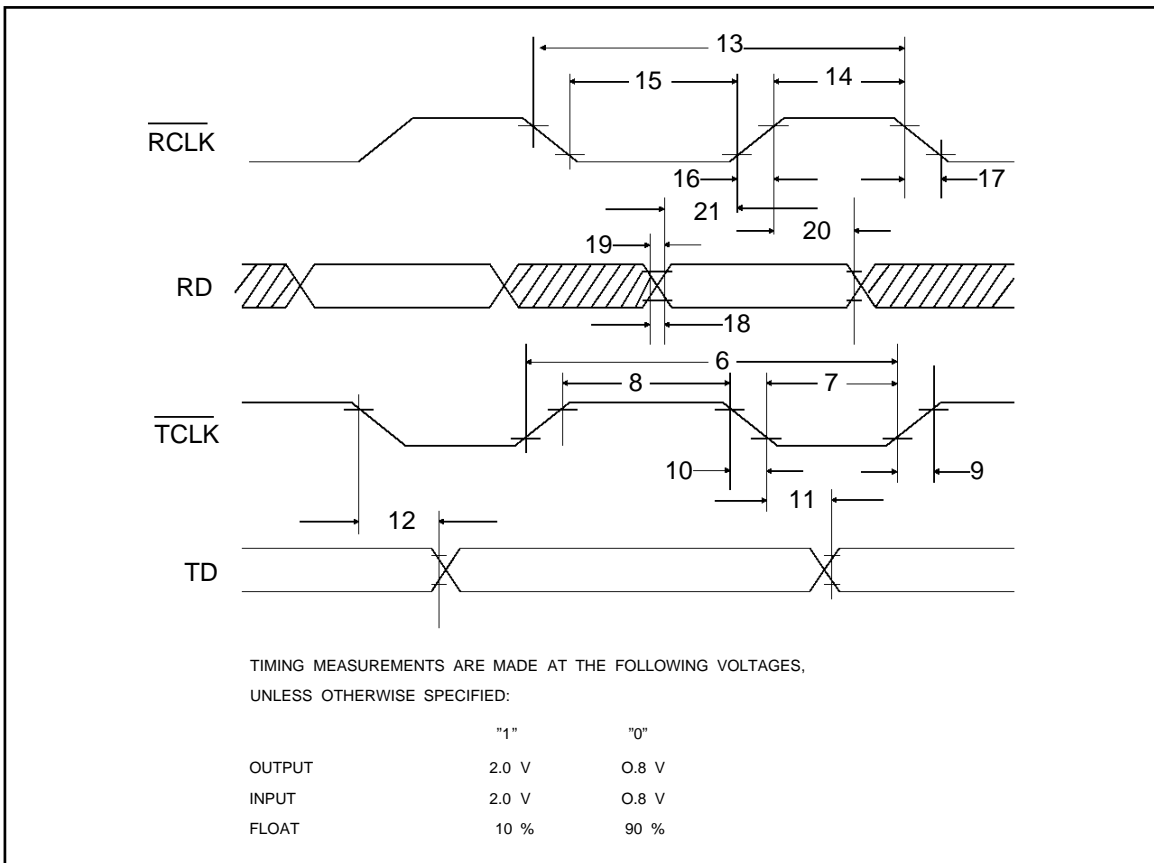 13
15 14
RCLK
16 17
21
20
19
RD
18
6
8 7
TCLK
10 9
11
12
TD
TIMING MEASUREMENTS ARE MADE AT THE FOLLOWING VOLTAGES,
UNLESS OTHERWISE SPECIFIED:
"1" "0"
OUTPUT 2.0 V O.8 V
INPUT 2.0 V O.8 V
FLOAT 10 % 90 %